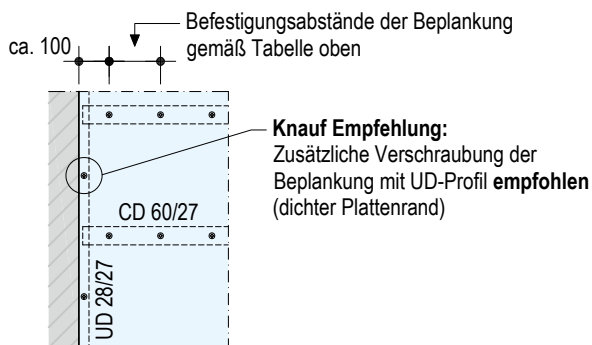 Befestigungsabstände der Beplankung
gemäß Tabelle oben
ca. 100
Knauf Empfehlung:
Zusätzliche Verschraubung der
Beplankung mit UD-Profil empfohlen
(dichter Plattenrand)
CD 60/27
UD 28/27